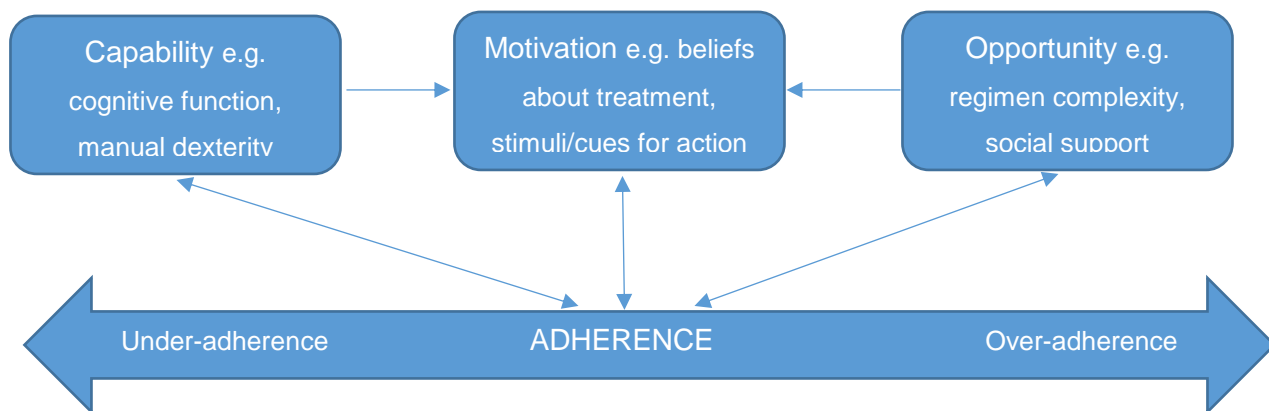 Capability e.g.
cognitive function,
manual dexterity
Motivation e.g. beliefs
about treatment,
stimuli/cues for action
Opportunity e.g.
regimen complexity,
social support
Under-adherence
ADHERENCE
Over-adherence